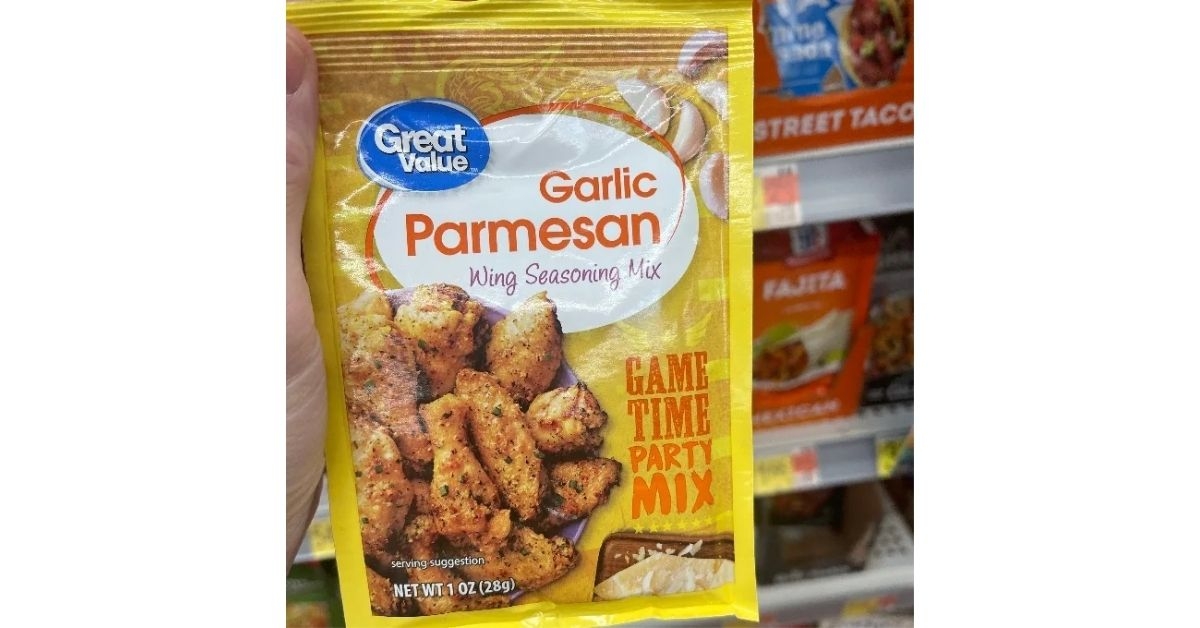 Great
Value
Garlic
Parmesan
Wing Seasoning Mix
GAME
TIME
PARTY
MIX
serving suggestion
NET WT 1 OZ (28g)
STREET TACO
FAJITA
MEXICAN